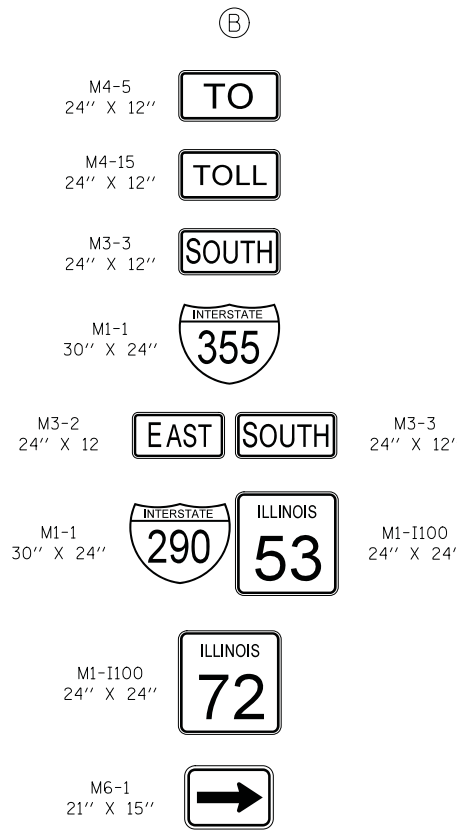 B
M4-5
24'' X 12''
TO
M4-15
24'' X 12''
TOLL
M3-3
24'' X 12''
SOUTH
M1-1
30'' X 24''
INTERSTATE
355
M3-2
24'' X 12
EAST
SOUTH
M3-3
24'' X 12'
M1-1
30'' X 24''
INTERSTATE
290
ILLINOIS
53
M1-I100
24'' X 24'
M1-I100
24'' X 24''
ILLINOIS
72
M6-1
21'' X 15''